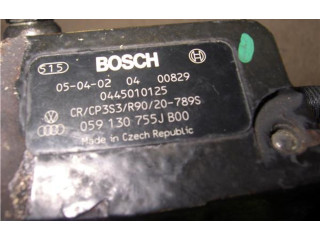 515
BOSCH
05-04-02 04 00829
0445010125
CR/CP3S3/R90/20-789S
059 130 755J B00
Made in Czech Republic